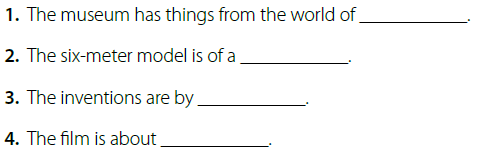 1. The museum has things from the world of ____________.
2. The six-meter model is of a ____________.
3. The inventions are by ____________.
4. The film is about ____________.